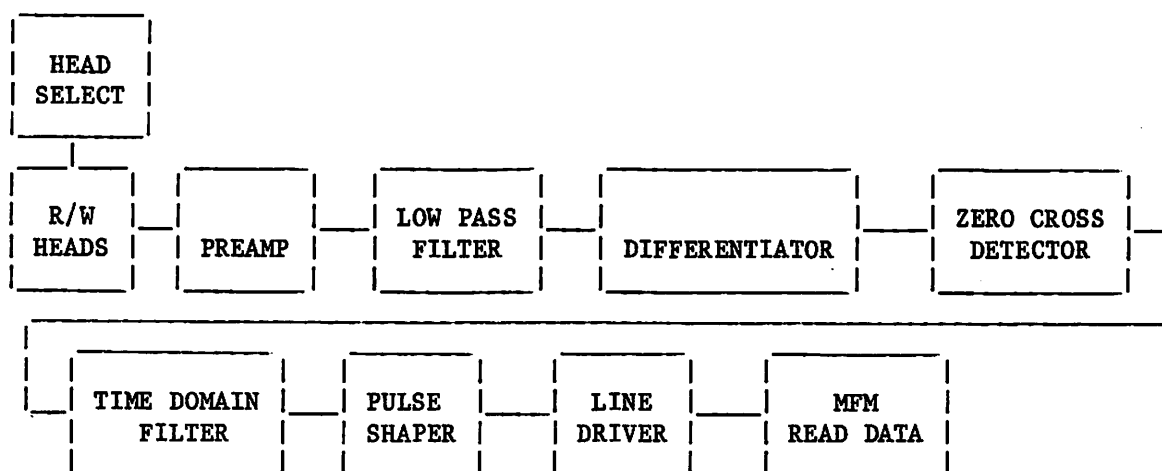 HEAD
SELECT
R/W
HEADS
PREAMP
LOW PASS
FILTER
DIFFERENTIATOR
ZERO CROSS
DETECTOR
TIME DOMAIN
FILTER
PULSE
SHAPER
LINE
DRIVER
MFM
READ DATA